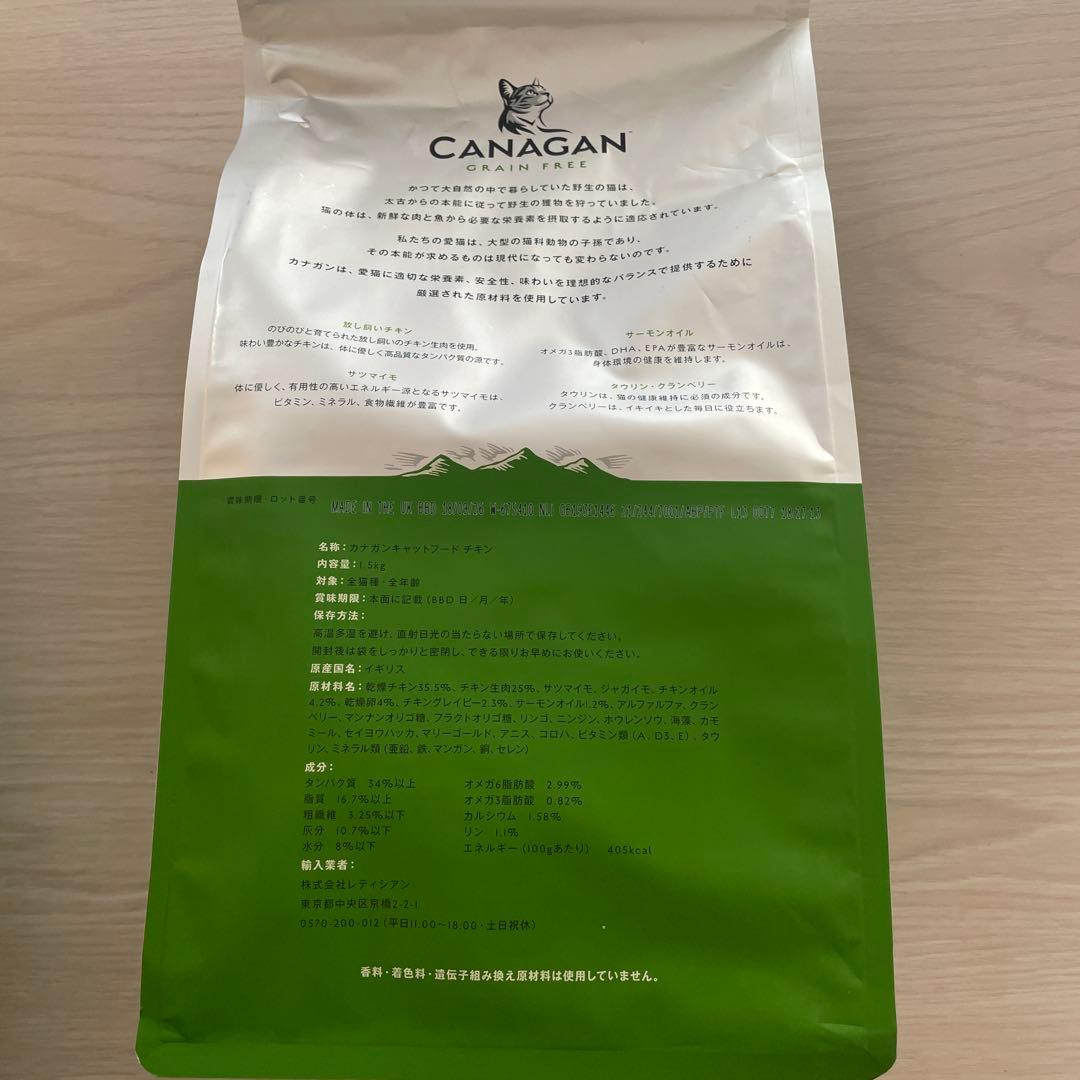 CANAGAN™
GRAIN FREE
かつて大自然の中で暮らしていた野生の猫は、
太古からの本能に従って野生の獲物を狩っていました。
猫の体は、新鮮な肉と魚から必要な栄養素を摂取するように適応されています。
私たちの愛猫は、大型の猫科動物の子孫であり、
その本能が求めるものは現代になっても変わらないのです。
カナガンは、愛猫に適切な栄養素、安全性、味わいを理想的なバランスで提供するために
厳選された原材料を使用しています。
放し飼いチキン
のびのびと育てられた放し飼いのチキン生肉を使用。
味わい豊かなチキンは、体に優しく高品質なタンパク質の源です。
サツマイモ
体に優しく、有用性の高いエネルギー源となるサツマイモは、
ビタミン、ミネラル、食物繊維が豊富です。
サーモンオイル
オメガ3脂肪酸、DHA、EPAが豊富なサーモンオイルは、
身体環境の健康を維持します。
タウリン・クランベリー
タウリンは、猫の健康維持に必須の成分です。
クランベリーは、イキイキとした毎日に役立ちます。
賞味期限・ロット番号
MADE IN THE UK BBD 18/09/26
名称：カナガンキャットフード チキン
内容量：1.5kg
対象：全猫種・全年齢
賞味期限：本面に記載（BBD 日／月／年）
保存方法：
高温多湿を避け、直射日光の当たらない場所で保存してください。
開封後は袋をしっかりと密閉し、できる限りお早めにお使いください。
原産国名：イギリス
原材料名：乾燥チキン35.5%、チキン生肉25%、サツマイモ、ジャガイモ、チキンオイル
4.2%、乾燥卵4%、チキングレイビー2.3%、サーモンオイル1.2%、アルファルファ、クラン
ベリー、マンナンオリゴ糖、フラクトオリゴ糖、リンゴ、ニンジン、ホウレンソウ、海藻、カモ
ミール、セイヨウハッカ、マリーゴールド、アニス、コロハ、ビタミン類（A、D3、E）、タウ
リン、ミネラル類（亜鉛、鉄、マンガン、銅、セレン）
成分：
タンパク質 34%以上 オメガ6脂肪酸 2.99%
脂質 16.7%以上 オメガ3脂肪酸 0.82%
粗繊維 3.25%以下 カルシウム 1.58%
灰分 10.7%以下 リン 1.1%
水分 8%以下 エネルギー（100gあたり） 405kcal
輸入業者：
株式会社レティシアン
東京都中央区京橋2-2-1
0570-200-012（平日11:00～18:00・土日祝休）
香料・着色料・遺伝子組み換え原材料は使用していません。